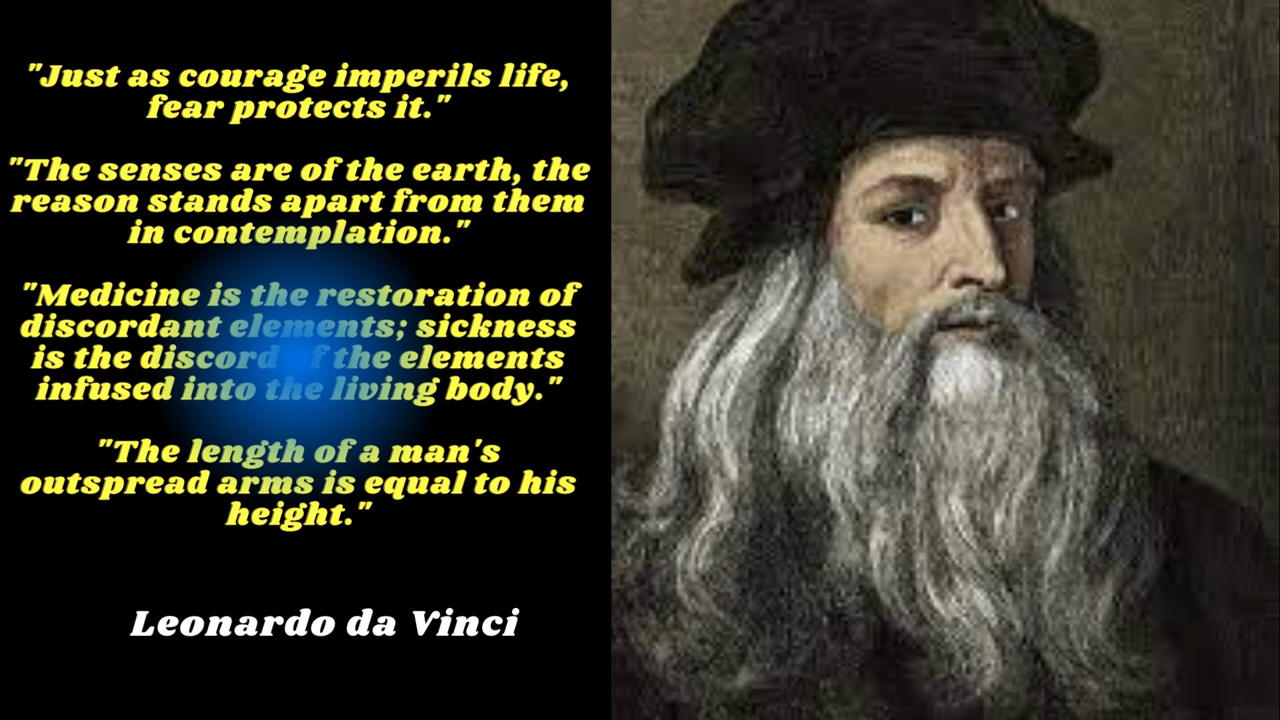 "Just as courage imperils life,
fear protects it."
"The senses are of the earth, the
reason stands apart from them
in contemplation."
"Medicine is the restoration of
discordant elements; sickness
is the discord f the elements
infused into the living body."
"The length of a man's
outspread arms is equal to his
height."
Leonardo da Vinci